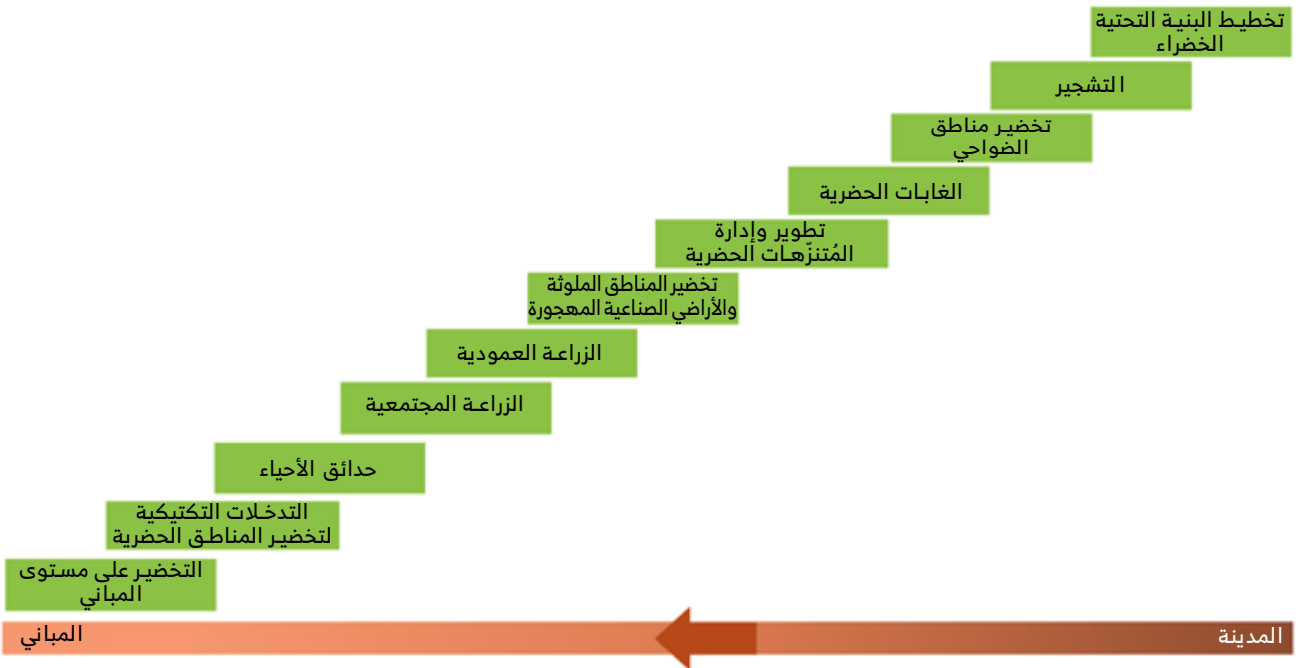 تخطيط البنية التحتية
الخضراء
التشجير
تخضير مناطق
الضواحي
الغابات الحضرية
تطوير وإدارة
المُتنزّهات الحضرية
تخضير المناطق الملوثة
والأراضي الصناعية المهجورة
الزراعة العمودية
الزراعة المجتمعية
حدائق الأحياء
التدخلات التكتيكية
لتخضير المناطق الحضرية
التخضير على مستوى
المباني
المدينة
المباني